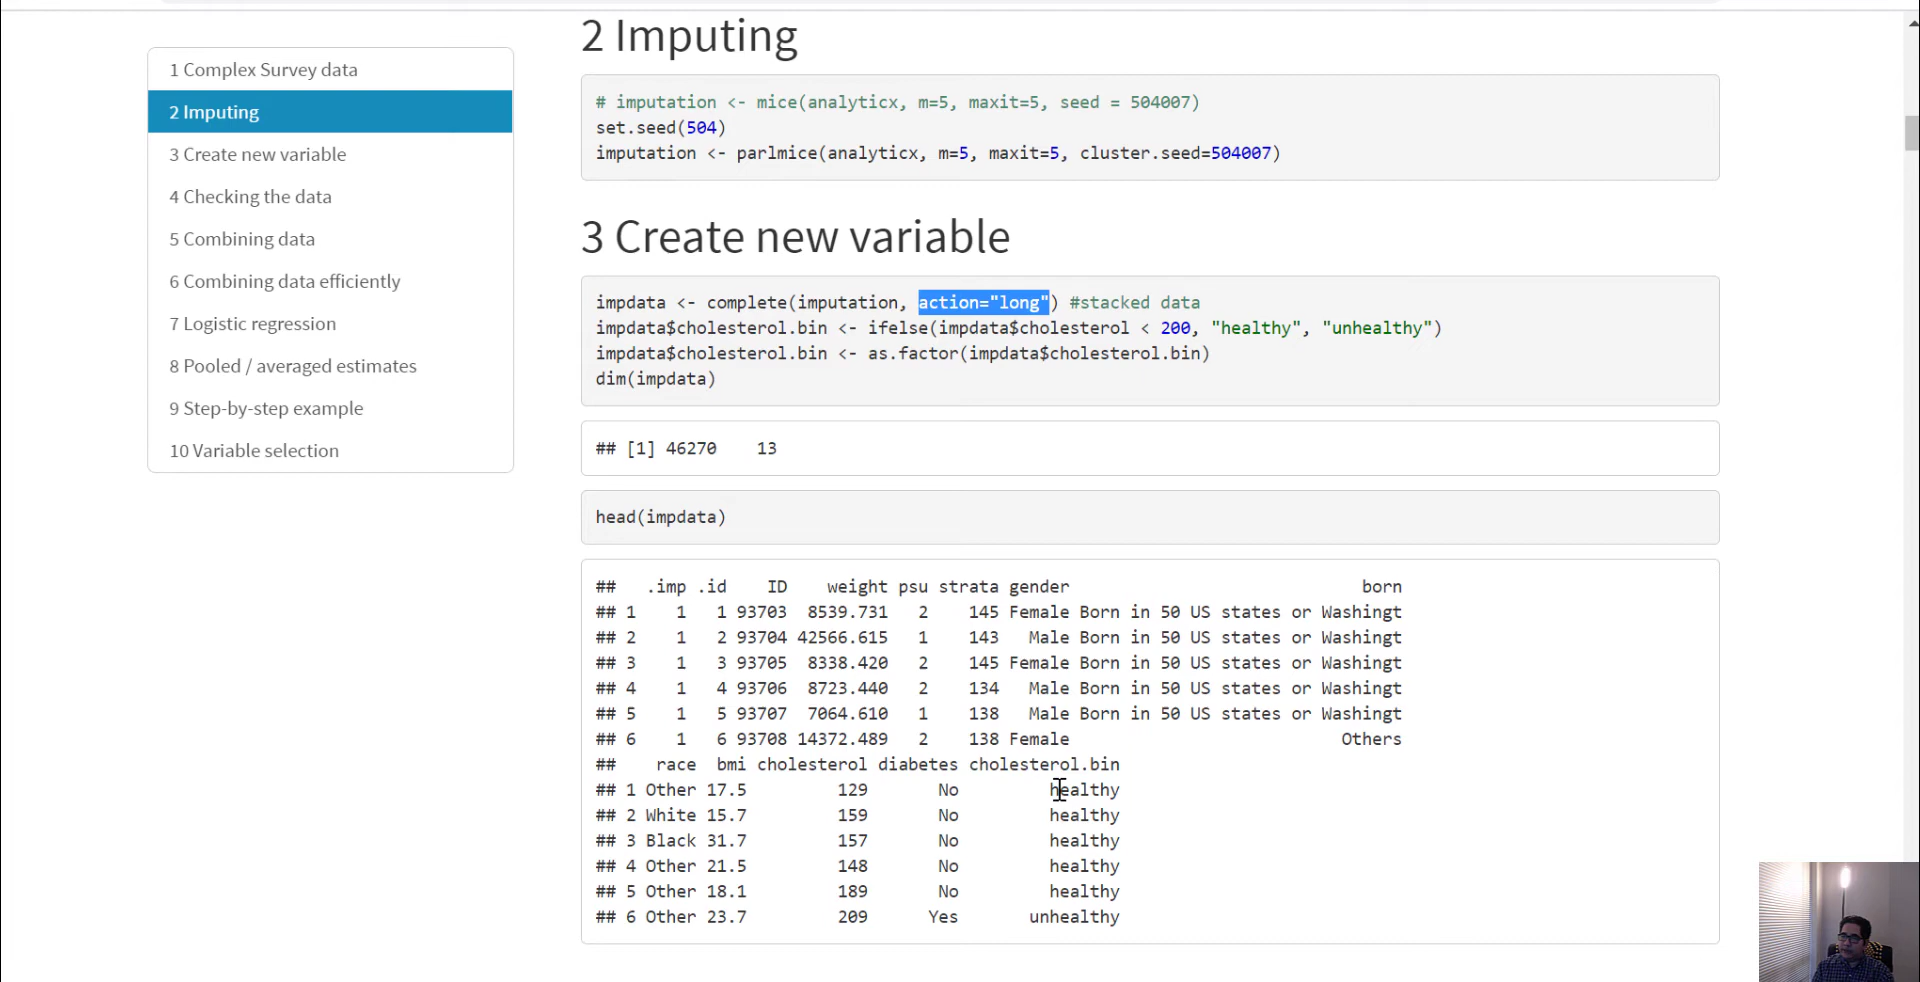 1 Complex Survey data
2 Imputing
3 Create new variable
4 Checking the data
5 Combining data
6 Combining data efficiently
7 Logistic regression
8 Pooled / averaged estimates
9 Step-by-step example
10 Variable selection
2 Imputing
# imputation <- mice(analyticx, m=5, maxit=5, seed = 504007)
set.seed(504)
imputation <- parlmice(analyticx, m=5, maxit=5, cluster.seed=504007)
3 Create new variable
impdata <- complete(imputation, action="long") #stacked data
impdata$cholesterol.bin <- ifelse(impdata$cholesterol < 200, "healthy", "unhealthy")
impdata$cholesterol.bin <- as.factor(impdata$cholesterol.bin)
dim(impdata)
## [1] 46270    13
head(impdata)
##   .imp .id    ID    weight psu strata gender                            born
## 1    1   1 93703  8539.731   2    145 Female Born in 50 US states or Washingt
## 2    1   2 93704 42566.615   1    143   Male Born in 50 US states or Washingt
## 3    1   3 93705  8338.420   2    145 Female Born in 50 US states or Washingt
## 4    1   4 93706  8723.440   2    134   Male Born in 50 US states or Washingt
## 5    1   5 93707  7064.610   1    138   Male Born in 50 US states or Washingt
## 6    1   6 93708 14372.489   2    138 Female                           Others
##    race  bmi cholesterol diabetes cholesterol.bin
## 1 Other 17.5         129       No         healthy
## 2 White 15.7         159       No         healthy
## 3 Black 31.7         157       No         healthy
## 4 Other 21.5         148       No         healthy
## 5 Other 18.1         189       No         healthy
## 6 Other 23.7         209      Yes       unhealthy